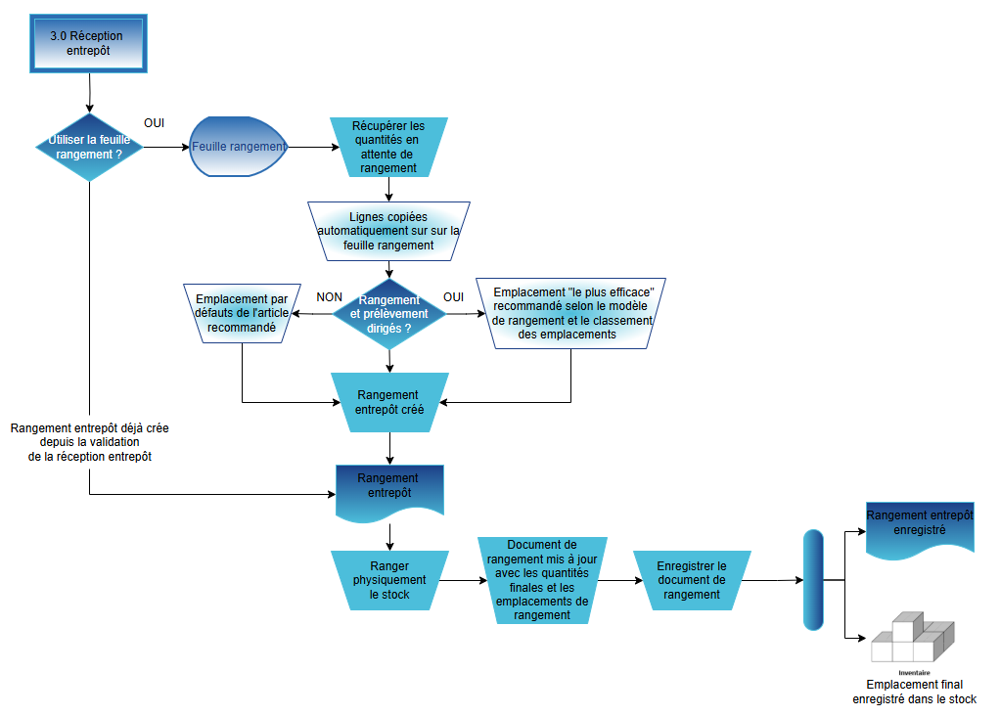 3.0 Réception
entrepôt
Utiliser la feuille
rangement ?
OUI
Feuille rangement
Récupérer les
quantités en
attente de
rangement
Lignes copiées
automatiquement sur sur la
feuille rangement
NON
Rangement
et prélèvement
dirigés ?
OUI
Emplacement par
défauts de l'article
recommandé
Emplacement "le plus efficace"
recommandé selon le modèle
de rangement et le classement
des emplacements
Rangement
entrepôt créé
Rangement entrepôt déjà crée
depuis la validation
de la réception entrepôt
Rangement
entrepôt
Ranger
physiquement
le stock
Document de
rangement mis à jour
avec les quantités
finales et les
emplacements de
rangement
Enregistrer le
document de
rangement
Rangement entrepôt
enregistré
Inventaire
Emplacement final
enregistré dans le stock